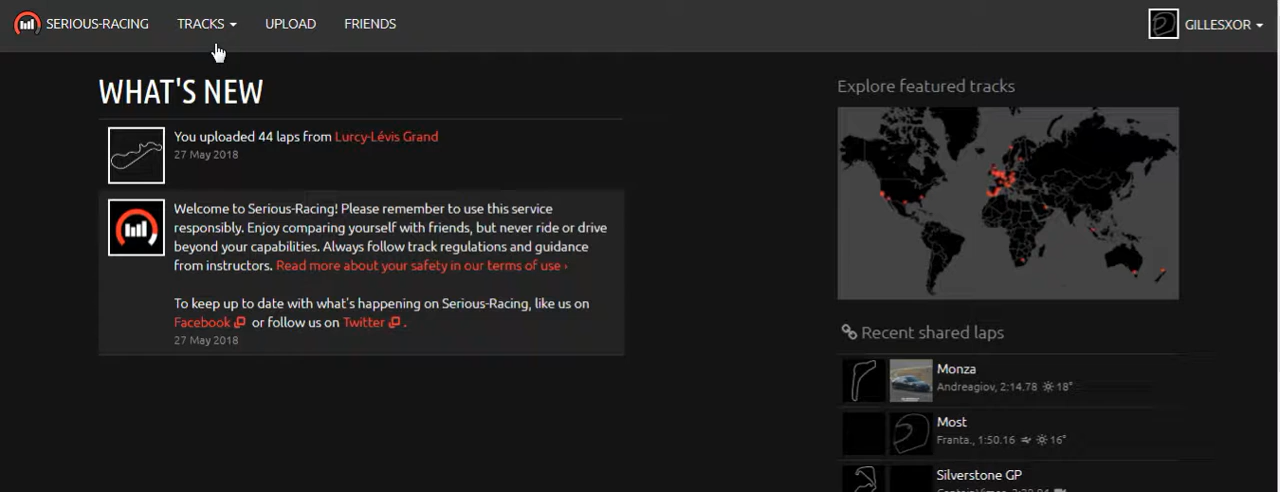 SERIOUS-RACING TRACKS UPLOAD FRIENDS GILLESXOR
WHAT'S NEW
You uploaded 44 laps from Lurcy-Lévis Grand
27 May 2018
Welcome to Serious-Racing! Please remember to use this service
responsibly. Enjoy comparing yourself with friends, but never ride or drive
beyond your capabilities. Always follow track regulations and guidance
from instructors. Read more about your safety in our terms of use ›
To keep up to date with what's happening on Serious-Racing, like us on
Facebook or follow us on Twitter .
27 May 2018
Explore featured tracks
Recent shared laps
Monza
Andreagiov, 2:14.78 18°
Most
Franta., 1:50.16 16°
Silverstone GP